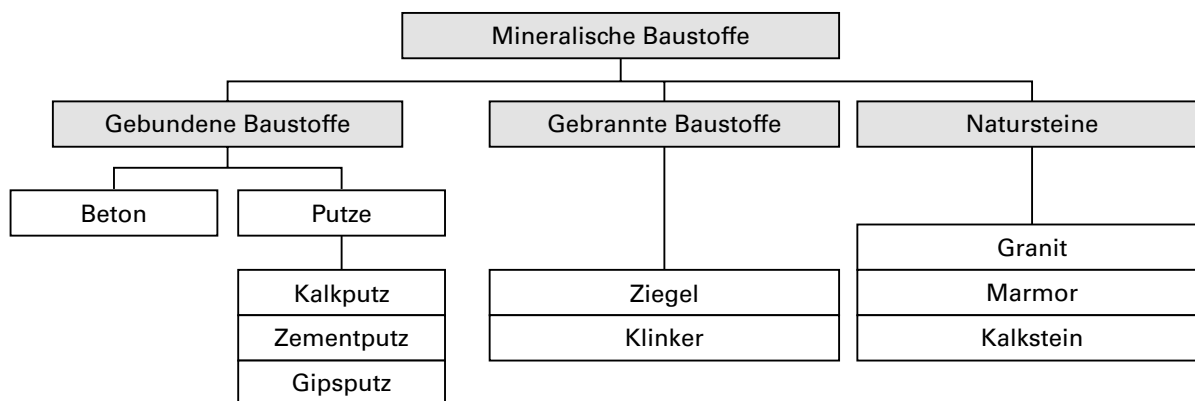 Mineralische Baustoffe
Gebundene Baustoffe
Gebrannte Baustoffe
Natursteine
Beton
Putze
Kalkputz
Zementputz
Gipsputz
Ziegel
Klinker
Granit
Marmor
Kalkstein